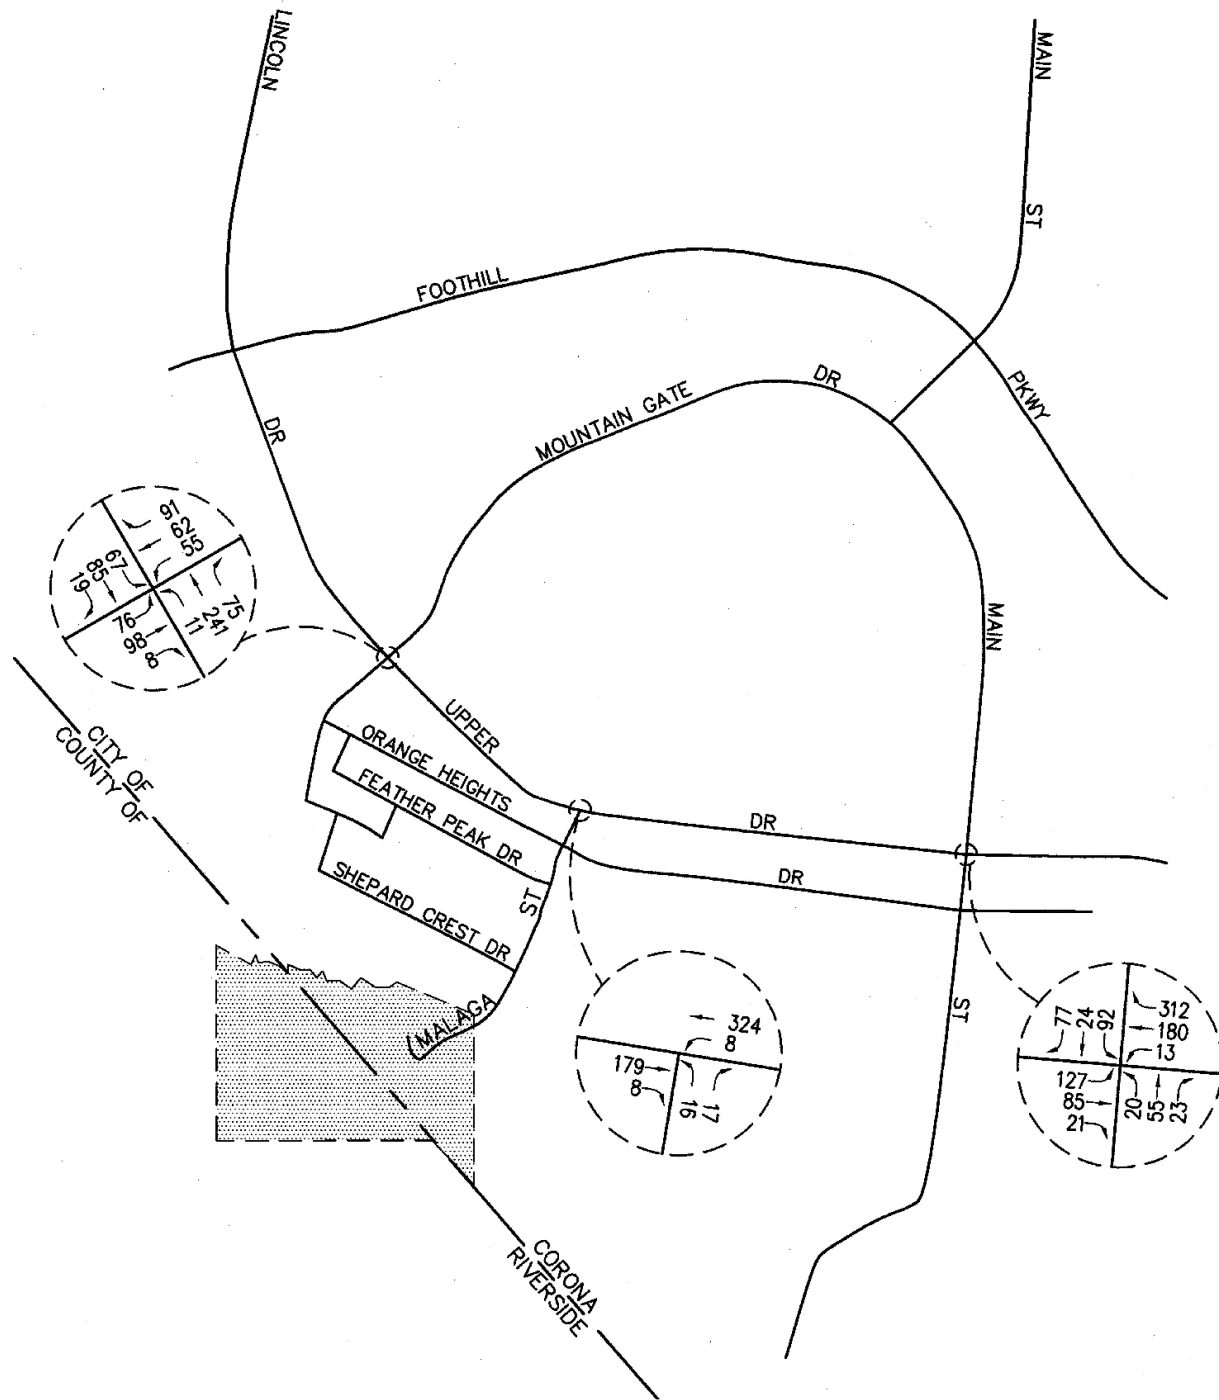 LINCOLN
DR
MAIN
ST
FOOTHILL
PKWY
MOUNTAIN GATE
DR
MAIN
ST
UPPER
DR
ORANGE HEIGHTS
DR
FEATHER PEAK DR
SHEPARD CREST DR
MALAGA
ST
CITY OF
COUNTY OF
CORONA
RIVERSIDE
91
62
55
67
85
19
76
98
8
75
241
11
324
8
179
8
16
17
77
24
92
312
180
13
127
85
21
20
55
23